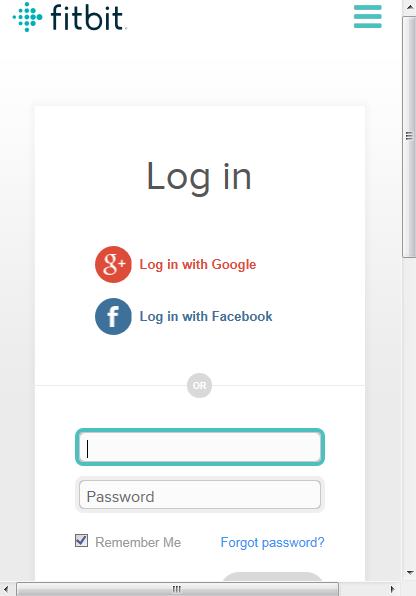 fitbit
Log in
g+ Log in with Google
f Log in with Facebook
OR
Password
Remember Me Forgot password?